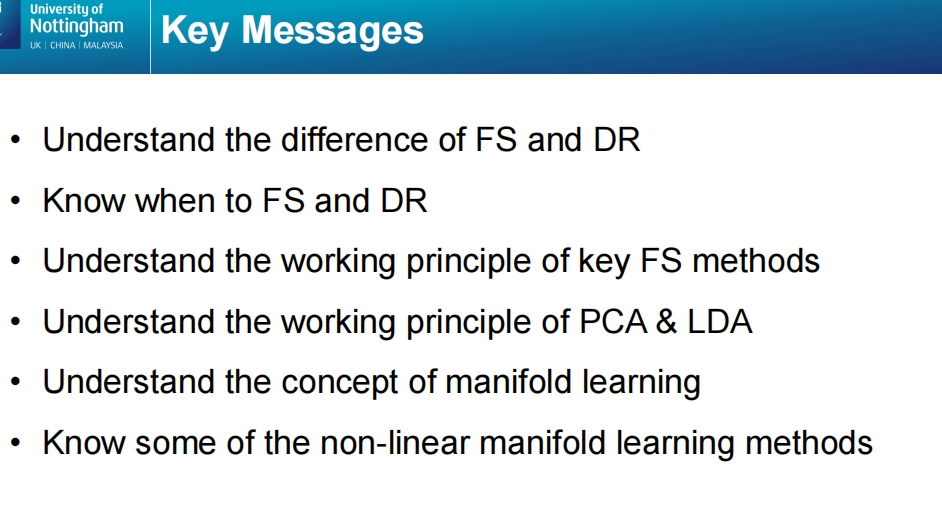 University of
Nottingham
UK | CHINA | MALAYSIA
Key Messages
• Understand the difference of FS and DR
• Know when to FS and DR
• Understand the working principle of key FS methods
• Understand the working principle of PCA & LDA
• Understand the concept of manifold learning
• Know some of the non-linear manifold learning methods